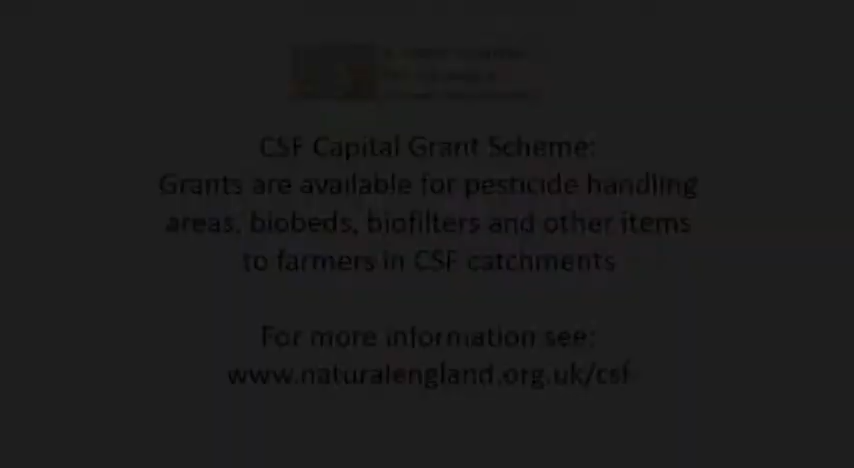 CSF Capital Grant Scheme:
Grants are available for pesticide handling
areas, biobeds, biofilters and other items
to farmers in CSF catchments
For more information see:
www.naturalengland.org.uk/csf